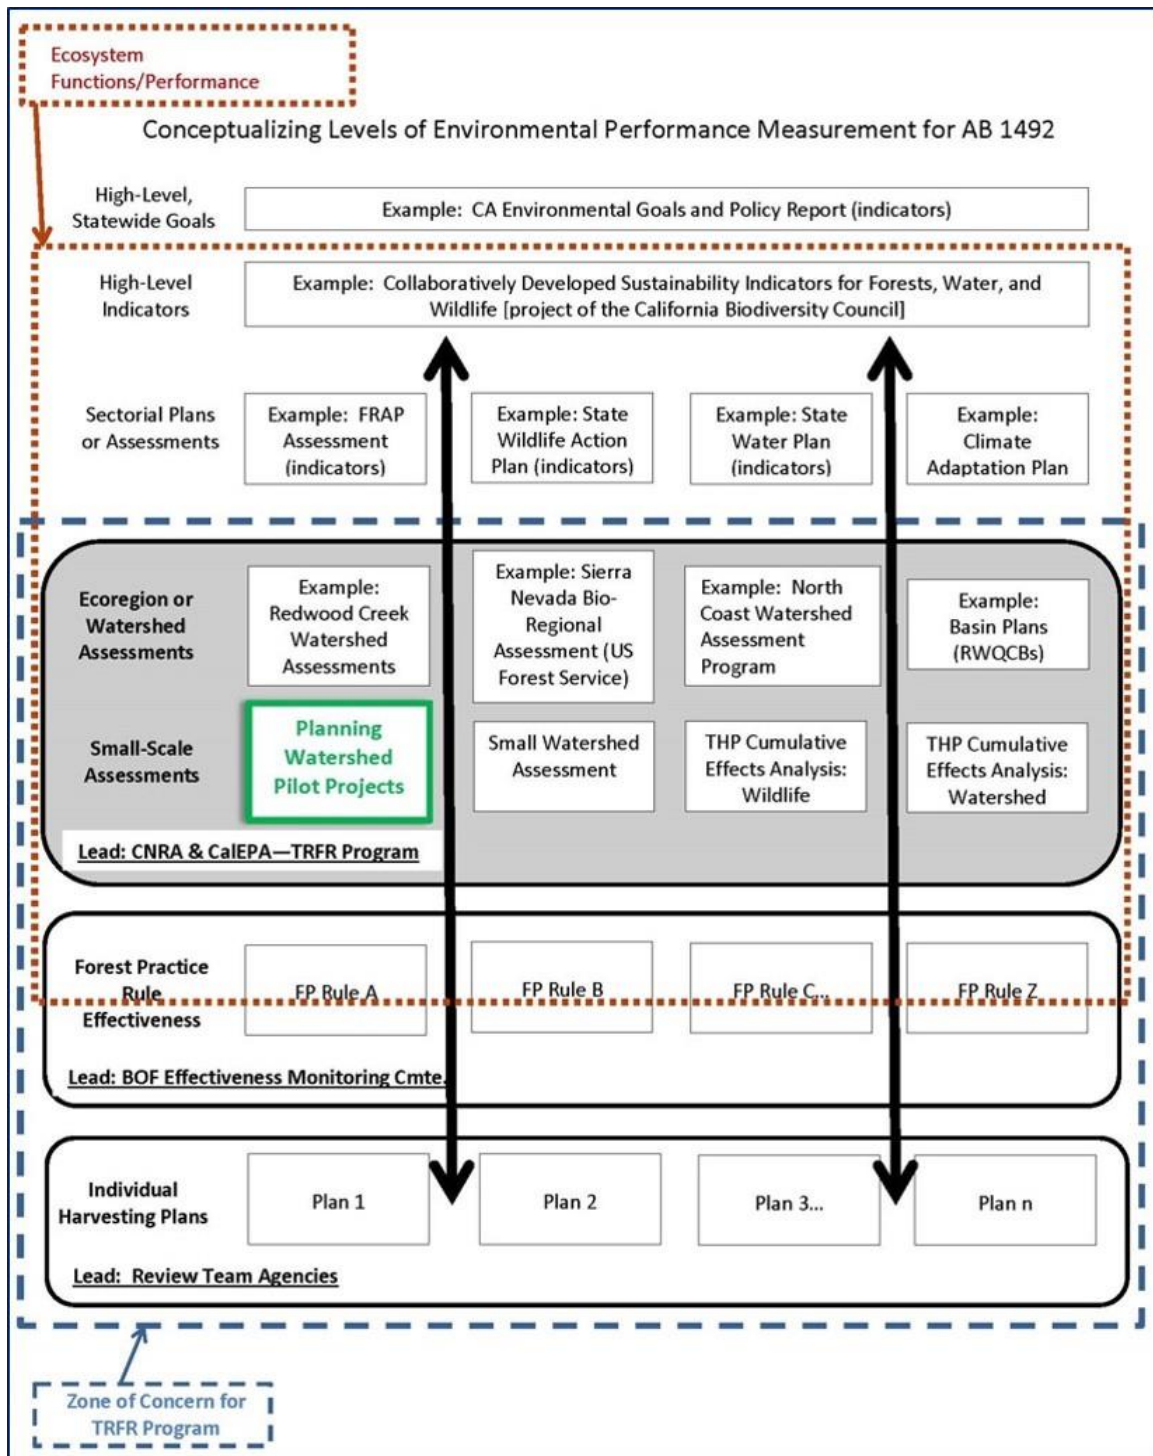 Ecosystem
Functions/Performance
Conceptualizing Levels of Environmental Performance Measurement for AB 1492
High-Level,
Statewide Goals
Example:  CA Environmental Goals and Policy Report (indicators)
High-Level
Indicators
Example:  Collaboratively Developed Sustainability Indicators for Forests, Water, and
Wildlife [project of the California Biodiversity Council]
Sectorial Plans
or Assessments
Example:  FRAP
Assessment
(indicators)
Example: State
Wildlife Action
Plan (indicators)
Example: State
Water Plan
(indicators)
Example:
Climate
Adaptation Plan
Ecoregion or
Watershed
Assessments
Example:
Redwood Creek
Watershed
Assessments
Example: Sierra
Nevada Bio-
Regional
Assessment (US
Forest Service)
Example:  North
Coast Watershed
Assessment
Program
Example:
Basin Plans
(RWQCBs)
Small-Scale
Assessments
Planning
Watershed
Pilot Projects
Small Watershed
Assessment
THP Cumulative
Effects Analysis:
Wildlife
THP Cumulative
Effects Analysis:
Watershed
Lead: CNRA & CalEPA—TRFR Program
Forest Practice
Rule
Effectiveness
FP Rule A
FP Rule B
FP Rule C...
FP Rule Z
Lead: BOF Effectiveness Monitoring Cmte.
Individual
Harvesting Plans
Plan 1
Plan 2
Plan 3...
Plan n
Lead:  Review Team Agencies
Zone of Concern for
TRFR Program